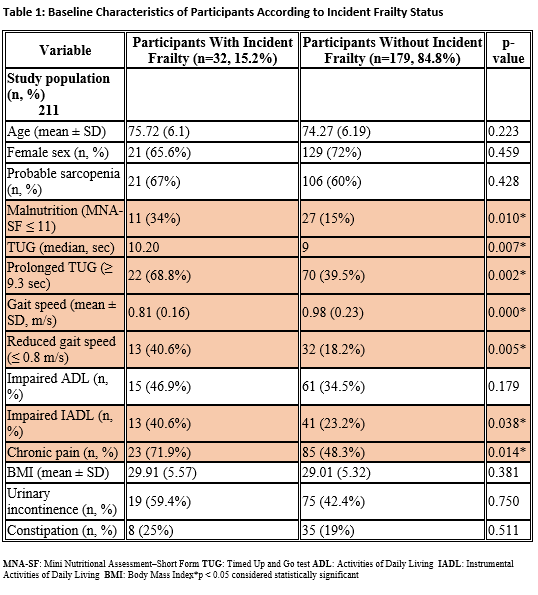 Table 1: Baseline Characteristics of Participants According to Incident Frailty Status
Variable
Participants With Incident
Frailty (n=32, 15.2%)
Participants Without Incident
Frailty (n=179, 84.8%)
p-
value
Study population
(n, %)
211
Age (mean ± SD) 75.72 (6.1) 74.27 (6.19) 0.223
Female sex (n, %) 21 (65.6%) 129 (72%) 0.459
Probable sarcopenia
(n, %)
21 (67%) 106 (60%) 0.428
Malnutrition (MNA-
SF ≤ 11)
11 (34%) 27 (15%) 0.010*
TUG (median, sec) 10.20 9 0.007*
Prolonged TUG (≥
9.3 sec)
22 (68.8%) 70 (39.5%) 0.002*
Gait speed (mean ±
SD, m/s)
0.81 (0.16) 0.98 (0.23) 0.000*
Reduced gait speed
(≤ 0.8 m/s)
13 (40.6%) 32 (18.2%) 0.005*
Impaired ADL (n,
%)
15 (46.9%) 61 (34.5%) 0.179
Impaired IADL (n,
%)
13 (40.6%) 41 (23.2%) 0.038*
Chronic pain (n, %) 23 (71.9%) 85 (48.3%) 0.014*
BMI (mean ± SD) 29.91 (5.57) 29.01 (5.32) 0.381
Urinary
incontinence (n, %)
19 (59.4%) 75 (42.4%) 0.750
Constipation (n, %) 8 (25%) 35 (19%) 0.511
MNA-SF: Mini Nutritional Assessment–Short Form TUG: Timed Up and Go test ADL: Activities of Daily Living IADL: Instrumental
Activities of Daily Living BMI: Body Mass Index*p < 0.05 considered statistically significant